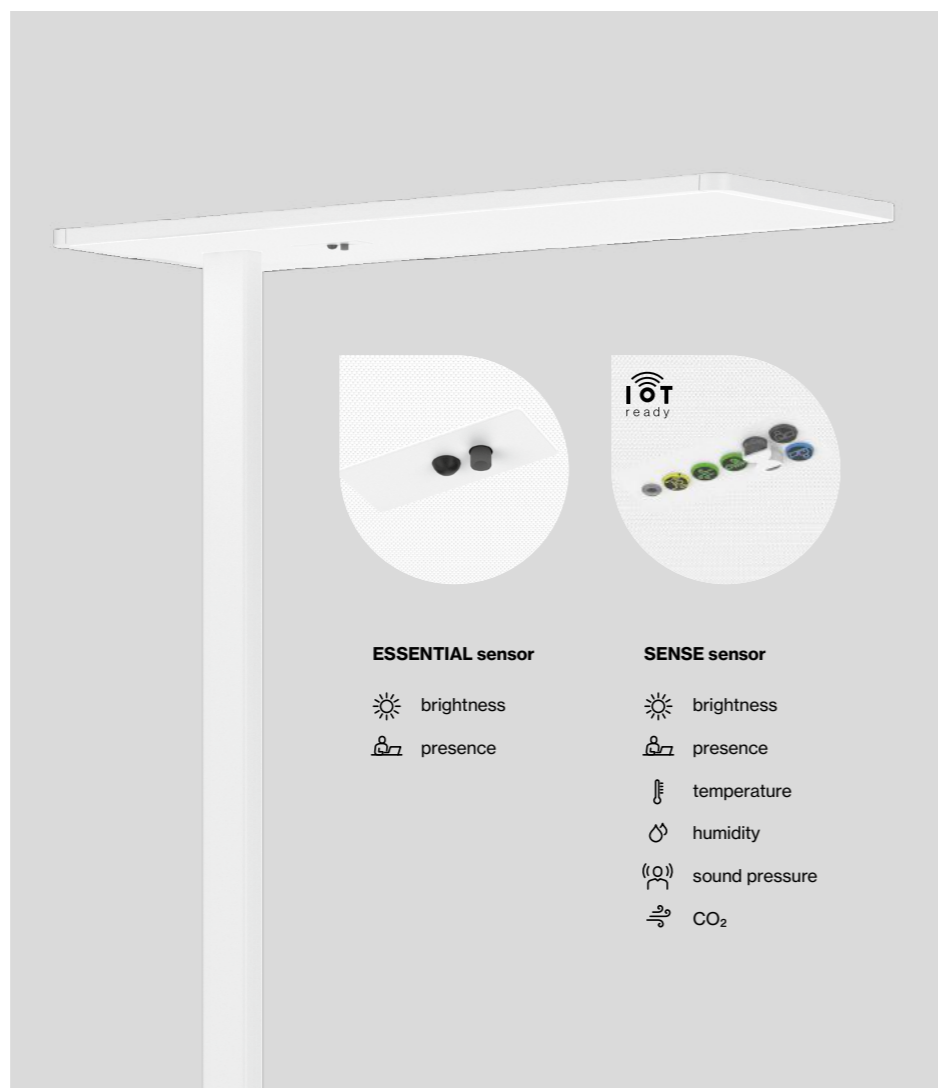 IOT
ready
ESSENTIAL sensor
brightness
presence
SENSE sensor
brightness
presence
temperature
humidity
sound pressure
CO₂